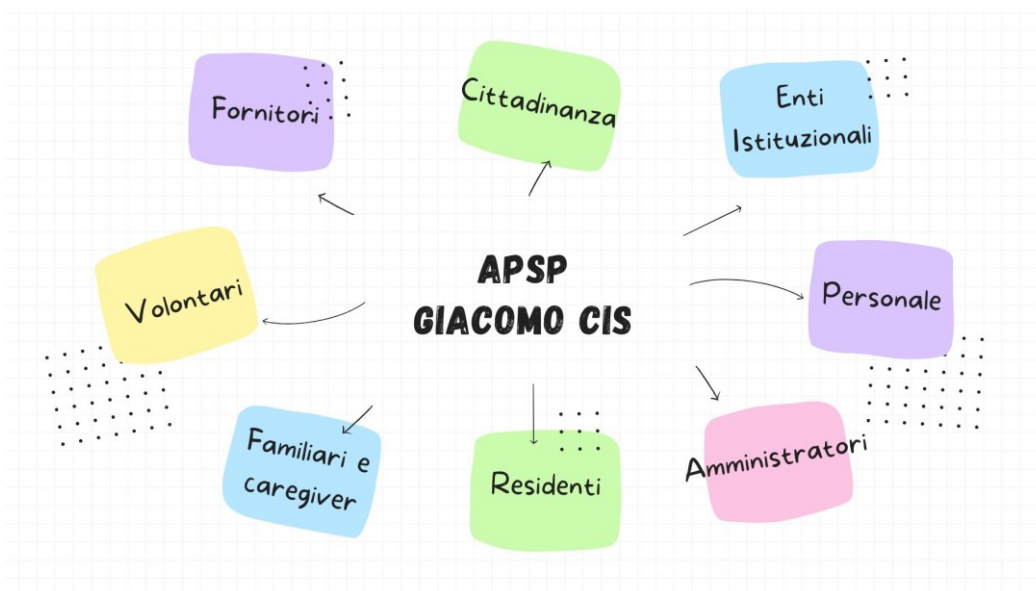 Fornitori
Cittadinanza
Enti
Istituzionali
Volontari
APSP
GIACOMO CIS
Personale
Familiari e
caregiver
Residenti
Amministratori